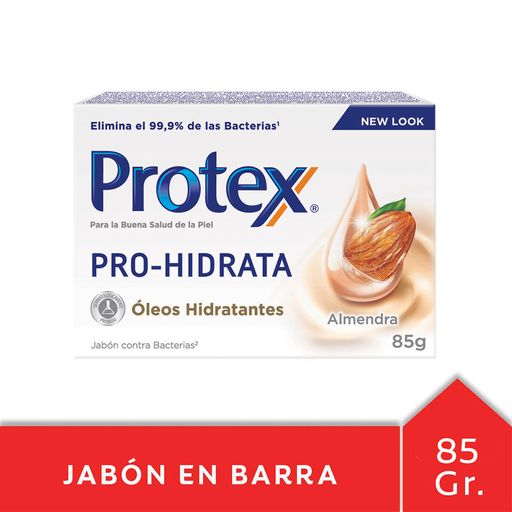 Elimina el 99,9% de las Bacterias¹
NEW LOOK
Protex®
Para la Buena Salud de la Piel
PRO-HIDRATA
Óleos Hidratantes
Almendra
Jabón contra Bacterias²
85g
JABÓN EN BARRA
85
Gr.